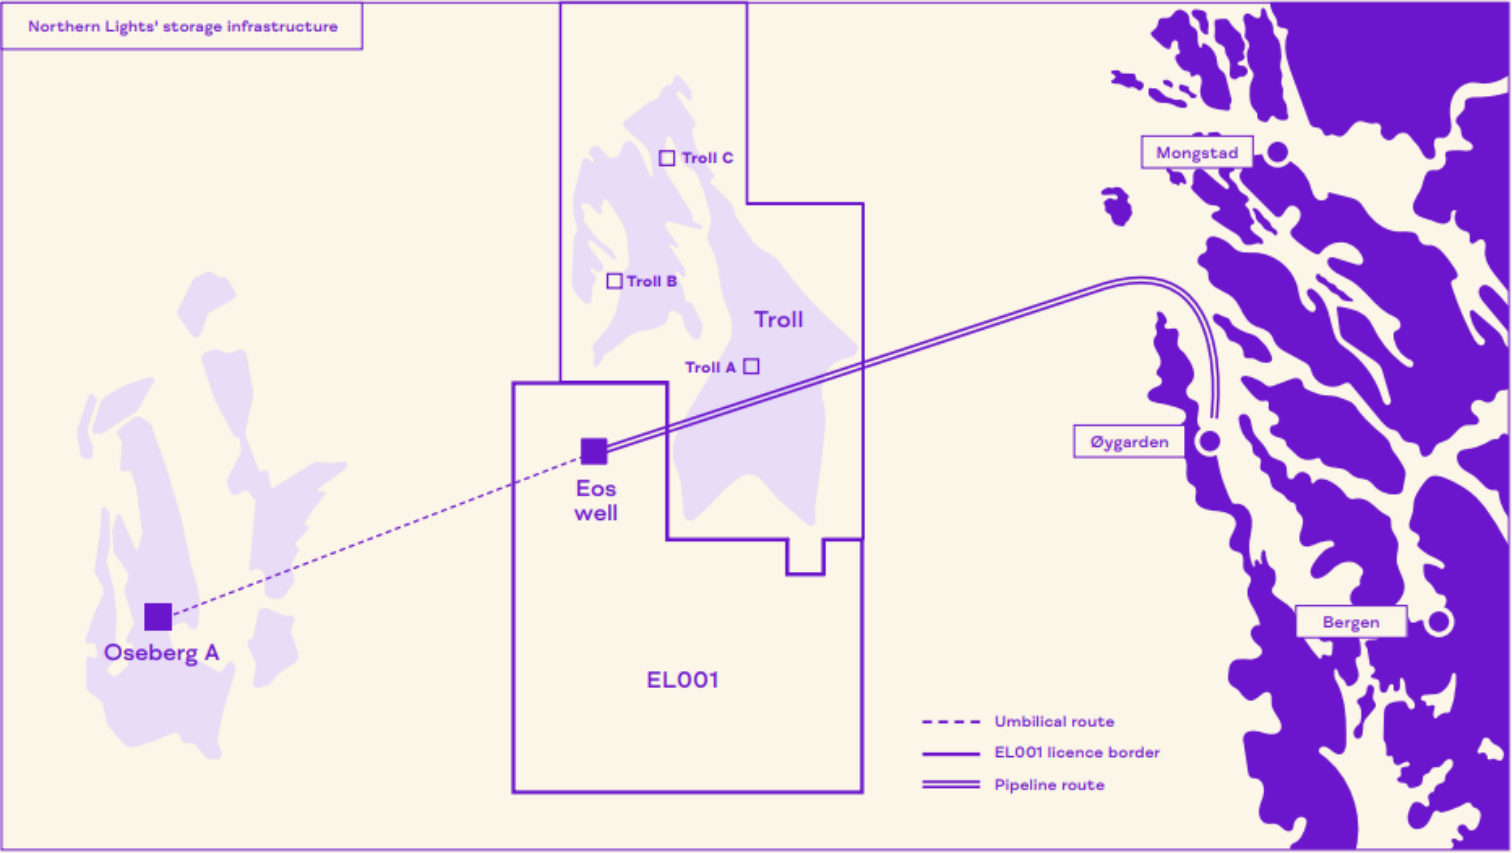 Northern Lights' storage infrastructure
Mongstad
Troll C
Troll B
Troll
Troll A
Øygarden
Eos
well
Bergen
Oseberg A
EL001
Umbilical route
EL001 licence border
Pipeline route